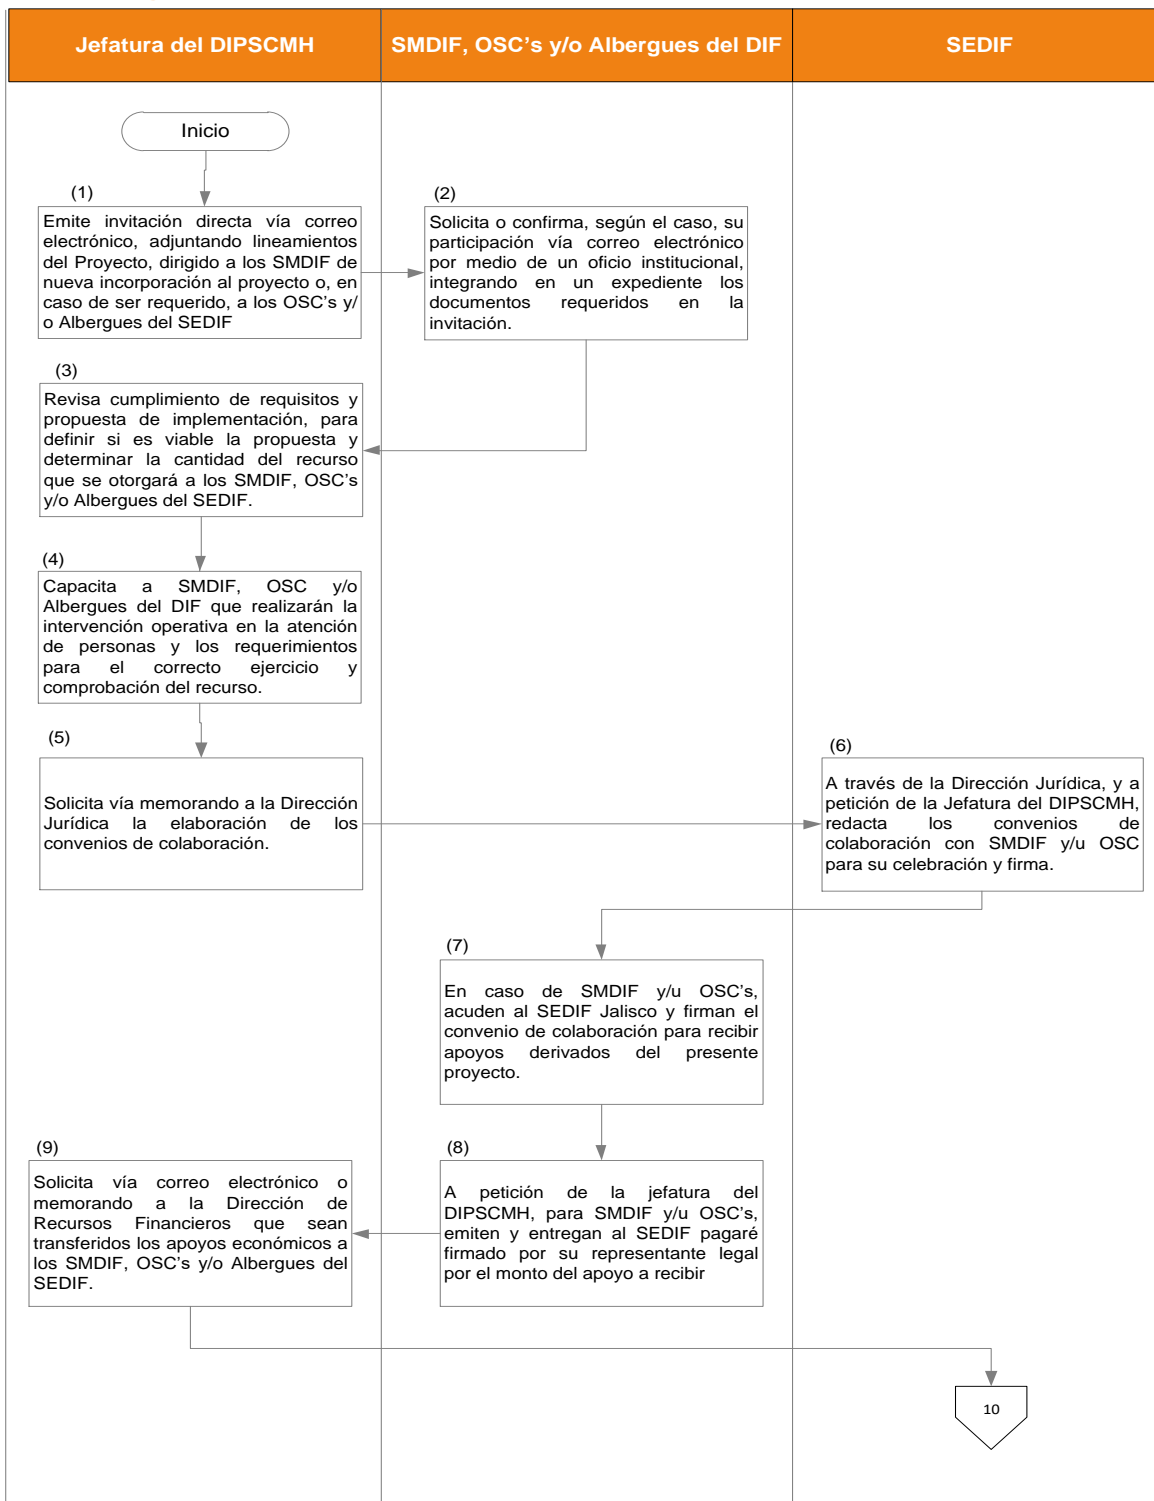 Jefatura del DIPSCMH
SMDIF, OSC's y/o Albergues del DIF
SEDIF
Inicio
(1)
Emite invitación directa vía correo
electrónico, adjuntando lineamientos
del Proyecto, dirigido a los SMDIF de
nueva incorporación al proyecto o, en
caso de ser requerido, a los OSC's y/
o Albergues del SEDIF
(2)
Solicita o confirma, según el caso, su
participación vía correo electrónico
por medio de un oficio institucional,
integrando en un expediente los
documentos requeridos en la
invitación.
(3)
Revisa cumplimiento de requisitos y
propuesta de implementación, para
definir si es viable la propuesta y
determinar la cantidad del recurso
que se otorgará a los SMDIF, OSC's
y/o Albergues del SEDIF.
(4)
Capacita a SMDIF, OSC y/o
Albergues del DIF que realizarán la
intervención operativa en la atención
de personas y los requerimientos
para el correcto ejercicio y
comprobación del recurso.
(5)
Solicita vía memorando a la Dirección
Jurídica la elaboración de los
convenios de colaboración.
(6)
A través de la Dirección Jurídica, y a
petición de la Jefatura del DIPSCMH,
redacta los convenios de
colaboración con SMDIF y/u OSC
para su celebración y firma.
(7)
En caso de SMDIF y/u OSC's,
acuden al SEDIF Jalisco y firman el
convenio de colaboración para recibir
apoyos derivados del presente
proyecto.
(8)
A petición de la jefatura del
DIPSCMH, para SMDIF y/u OSC's,
emiten y entregan al SEDIF pagaré
firmado por su representante legal
por el monto del apoyo a recibir
(9)
Solicita vía correo electrónico o
memorando a la Dirección de
Recursos Financieros que sean
transferidos los apoyos económicos a
los SMDIF, OSC's y/o Albergues del
SEDIF.
10